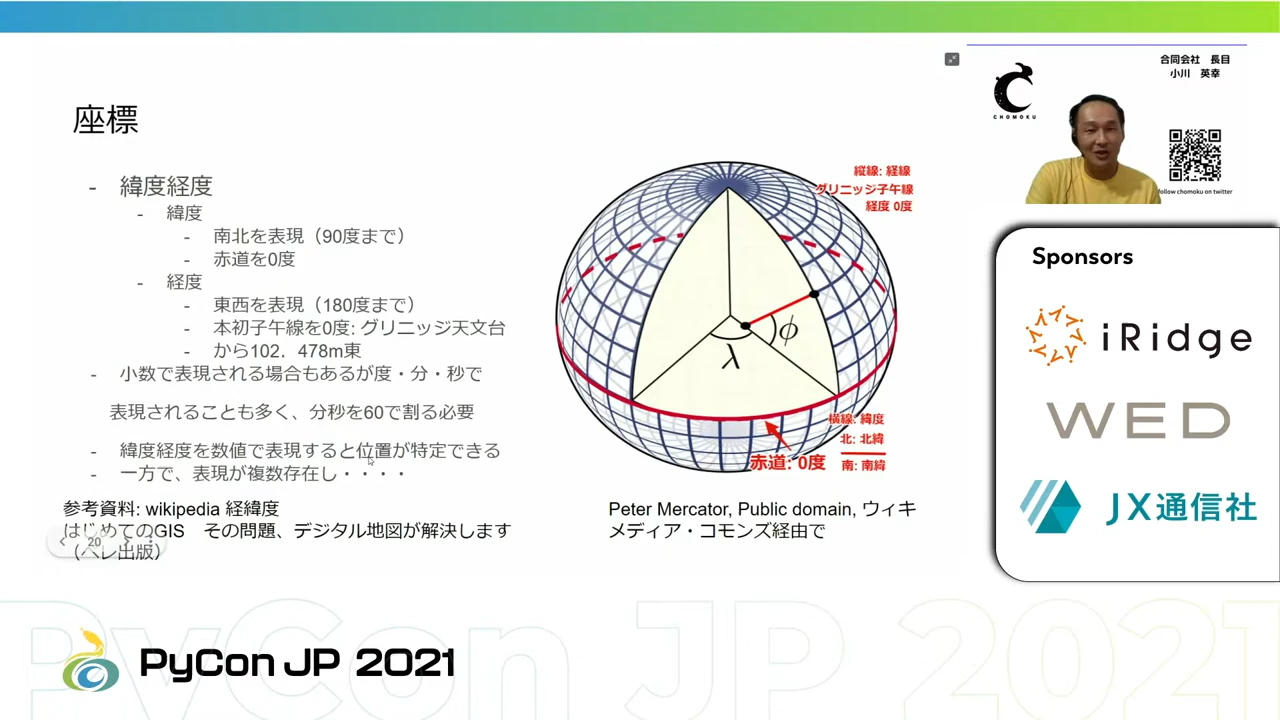 座標
- 緯度経度
- 緯度
- 南北を表現（90度まで）
- 赤道を0度
- 経度
- 東西を表現（180度まで）
- 本初子午線を0度: グリニッジ天文台
- から102．478m東
- 小数で表現される場合もあるが度・分・秒で
表現されることも多く、分秒を60で割る必要
- 緯度経度を数値で表現すると位置が特定できる
- 一方で、表現が複数存在し・・・・
参考資料: wikipedia 経緯度
はじめてのGIS　その問題、デジタル地図が解決します
（ベレ出版）
20
縦線: 経線
グリニッジ子午線
経度 0度
φ
λ
横線: 緯度
北: 北緯
赤道: 0度
南: 南緯
Peter Mercator, Public domain, ウィキ
メディア・コモンズ経由で
CHOMOKU
合同会社　長目
小川　英幸
follow chomoku on twitter
Sponsors
iRidge
WED
JX通信社
PyCon JP 2021
PyCon JP 2021